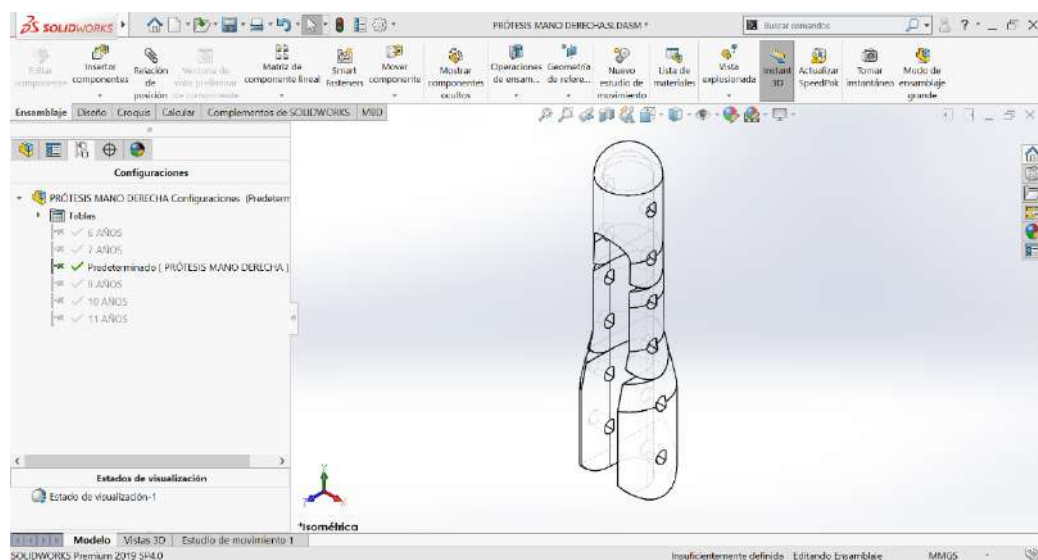 SOLIDWORKS
PRÓTESIS MANO DERECHA.SLDASM *
Buscar comandos
Editar componente
Insertar componentes
Relación de posición
Matriz de componente lineal
Smart Fasteners
Mover componente
Mostrar componentes ocultos
Operaciones de ensam...
Geometría de refere...
Nuevo estudio de movimiento
Lista de materiales
Vista explosionada
Instant 3D
Actualizar SpeedPak
Tomar instantáneo
Modo de ensamblaje grande
Ensamblaje Diseño Croquis Calcular Complementos de SOLIDWORKS MBD
Configuraciones
PRÓTESIS MANO DERECHA Configuraciones (Predeterm
Tablas
6 AÑOS
7 AÑOS
Predeterminado [ PRÓTESIS MANO DERECHA ]
9 AÑOS
10 AÑOS
11 AÑOS
Estados de visualización
Estado de visualización-1
*Isométrica
Modelo Vistas 3D Estudio de movimiento 1
SOLIDWORKS Premium 2019 SP4.0
Insuficientemente definida Editando Ensamblaje MMGS